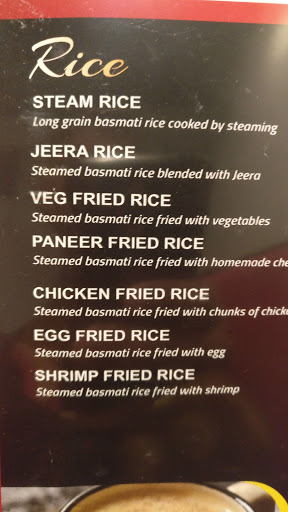 Rice
STEAM RICE
Long grain basmati rice cooked by steaming
JEERA RICE
Steamed basmati rice blended with Jeera
VEG FRIED RICE
Steamed basmati rice fried with vegetables
PANEER FRIED RICE
Steamed basmati rice fried with homemade che
CHICKEN FRIED RICE
Steamed basmati rice fried with chunks of chick
EGG FRIED RICE
Steamed basmati rice fried with egg
SHRIMP FRIED RICE
Steamed basmati rice fried with shrimp